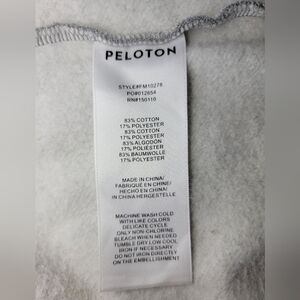 PELOTON
STYLE#FM10278
PO#012654
RN#150110
83% COTTON
17% POLYESTER
83% COTTON
17% POLYESTER
83% ALGODÓN
17% POLIÉSTER
83% BAUMWOLLE
17% POLYESTER
MADE IN CHINA/
FABRIQUÉ EN CHINE/
HECHO EN CHINA/
IN CHINA HERGESTELLE
MACHINE WASH COLD
WITH LIKE COLORS
DELICATE CYCLE
ONLY NON-CHLORINE
BLEACH WHEN NEEDED
TUMBLE DRY LOW COOL
IRON IF NECESSARY
DO NOT IRON DIRECTLY
ON THE EMBELLISHMENT